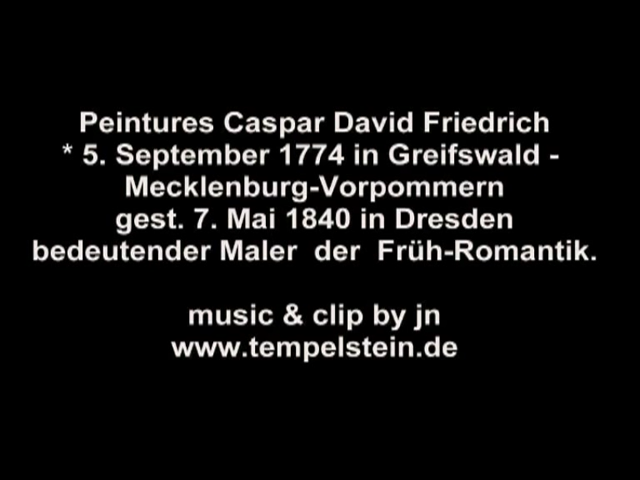 Peintures Caspar David Friedrich
* 5. September 1774 in Greifswald -
Mecklenburg-Vorpommern
gest. 7. Mai 1840 in Dresden
bedeutender Maler der Früh-Romantik.
music & clip by jn
www.tempelstein.de